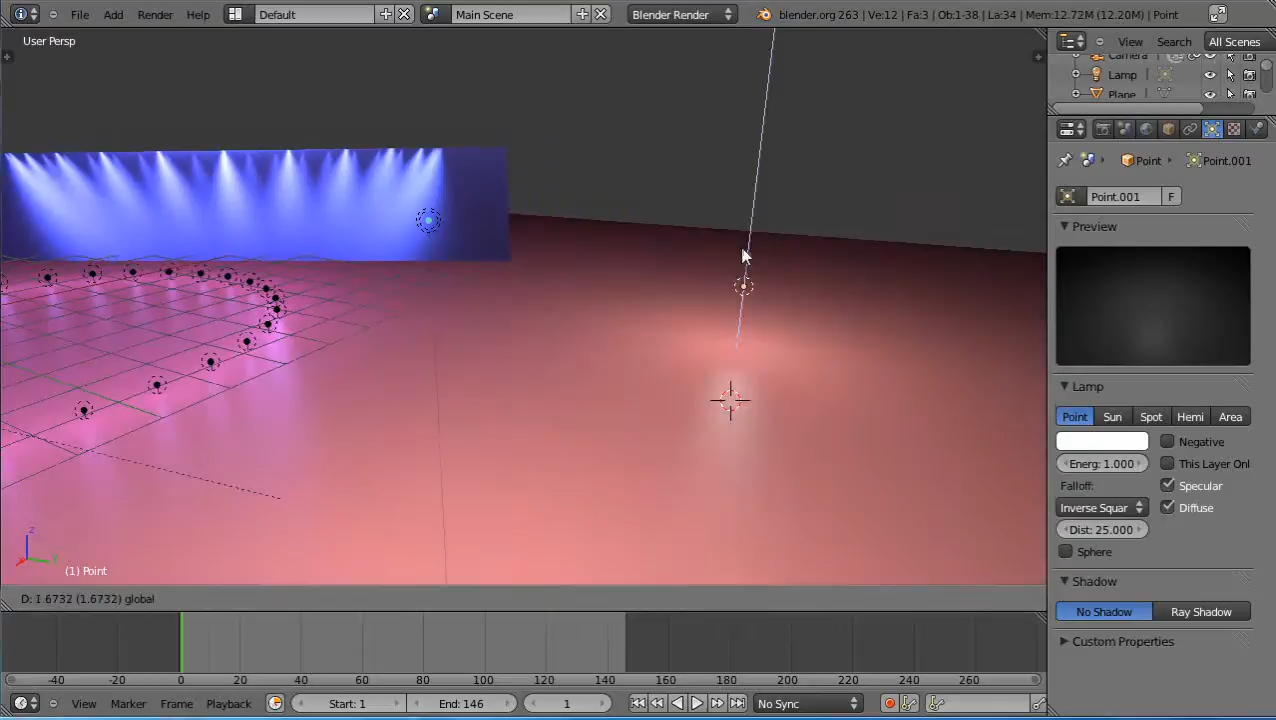 File Add Render Help Default Main Scene Blender Render blender.org 263 | Ve:12 | Fa:3 | Ob:1-38 | La:34 | Mem:12.72M (12.20M) | Point
User Persp
View Search All Scenes
Camera
Lamp
Plane
Point Point.001
Point.001 F
Preview
Lamp
Point Sun Spot Hemi Area
Negative
Energ: 1.000 This Layer Onl
Falloff: Specular
Inverse Squar Diffuse
Dist: 25.000
Sphere
z
x y
(1) Point
Shadow
D: 1.6732 (1.6732) global
No Shadow Ray Shadow
Custom Properties
-40 -20 0 20 40 60 80 100 120 140 160 180 200 220 240 260
View Marker Frame Playback Start: 1 End: 146 1 No Sync